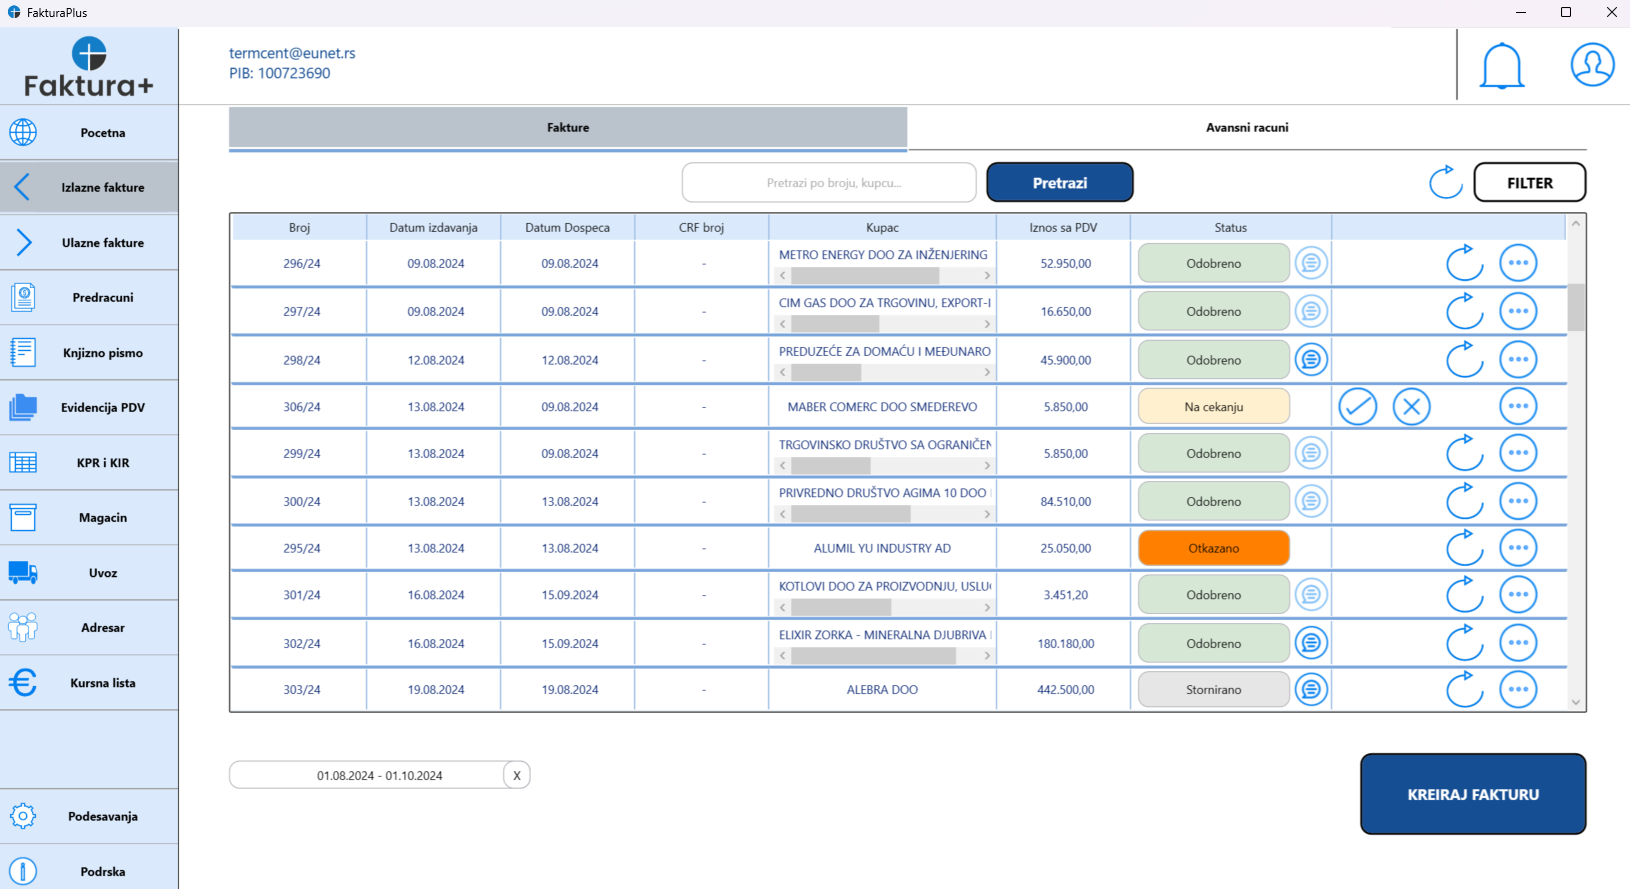 FakturaPlus
Faktura+
termcent@eunet.rs
PIB: 100723690
Pocetna
Izlazne fakture
Ulazne fakture
Predracuni
Knjizno pismo
Evidencija PDV
KPR i KIR
Magacin
Uvoz
Adresar
Kursna lista
Podesavanja
Podrska
Fakture Avansni racuni
Pretrazi po broju, kupcu... Pretrazi FILTER
Broj Datum izdavanja Datum Dospeca CRF broj Kupac Iznos sa PDV Status
296/24 09.08.2024 09.08.2024 - METRO ENERGY DOO ZA INŽENJERING 52.950,00 Odobreno
297/24 09.08.2024 09.08.2024 - CIM GAS DOO ZA TRGOVINU, EXPORT-I 16.650,00 Odobreno
298/24 12.08.2024 12.08.2024 - PREDUZEĆE ZA DOMAĆU I MEĐUNARO 45.900,00 Odobreno
306/24 13.08.2024 09.08.2024 - MABER COMERC DOO SMEDEREVO 5.850,00 Na cekanju
299/24 13.08.2024 09.08.2024 - TRGOVINSKO DRUŠTVO SA OGRANIČEN 5.850,00 Odobreno
300/24 13.08.2024 13.08.2024 - PRIVREDNO DRUŠTVO AGIMA 10 DOO 84.510,00 Odobreno
295/24 13.08.2024 13.08.2024 - ALUMIL YU INDUSTRY AD 25.050,00 Otkazano
301/24 16.08.2024 15.09.2024 - KOTLOVI DOO ZA PROIZVODNJU, USLU 3.451,20 Odobreno
302/24 16.08.2024 15.09.2024 - ELIXIR ZORKA - MINERALNA DJUBRIVA 180.180,00 Odobreno
303/24 19.08.2024 19.08.2024 - ALEBRA DOO 442.500,00 Stornirano
01.08.2024 - 01.10.2024 X
KREIRAJ FAKTURU